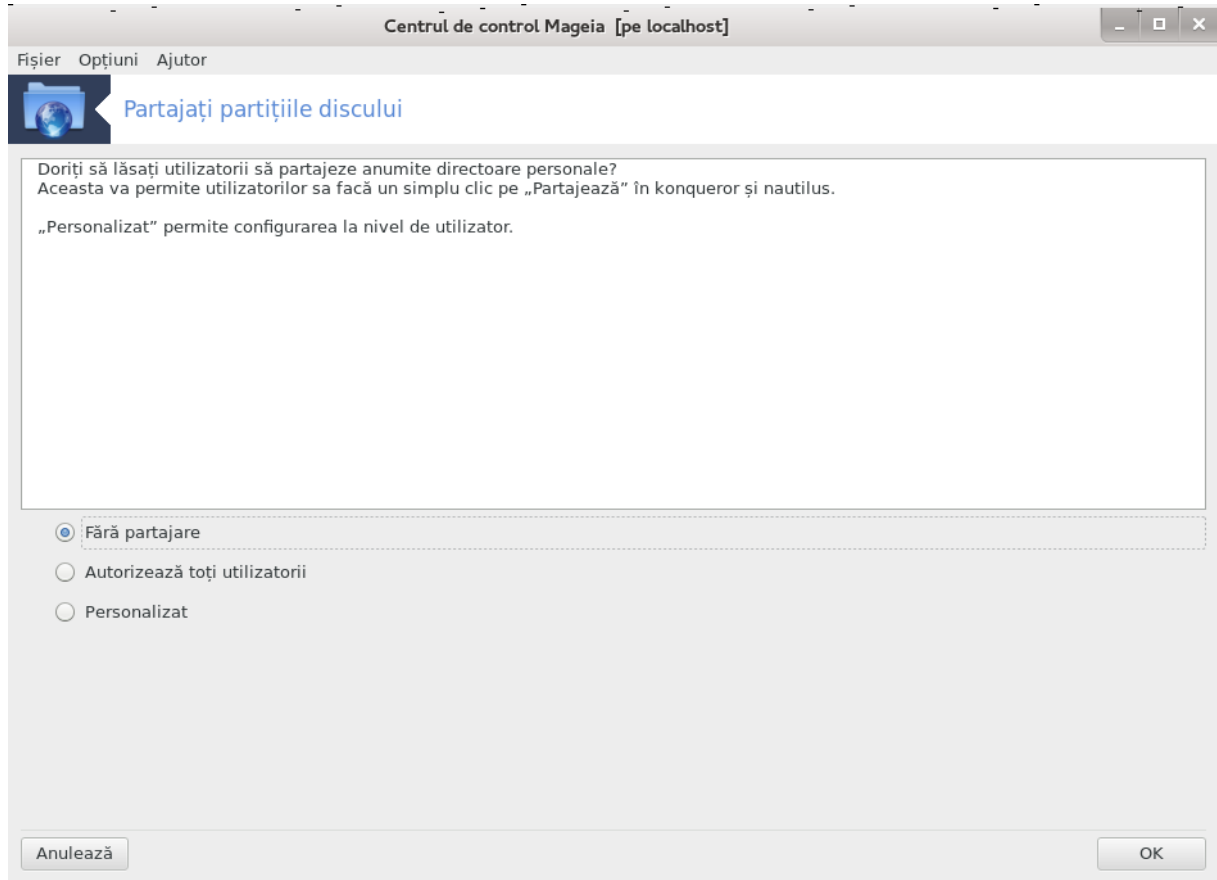 Centrul de control Mageia [pe localhost]
Fișier Opțiuni Ajutor
Partajați partițiile discului
Doriți să lăsați utilizatorii să partajeze anumite directoare personale?
Aceasta va permite utilizatorilor sa facă un simplu clic pe „Partajează” în konqueror și nautilus.
„Personalizat” permite configurarea la nivel de utilizator.
Fără partajare
Autorizează toți utilizatorii
Personalizat
Anulează
OK